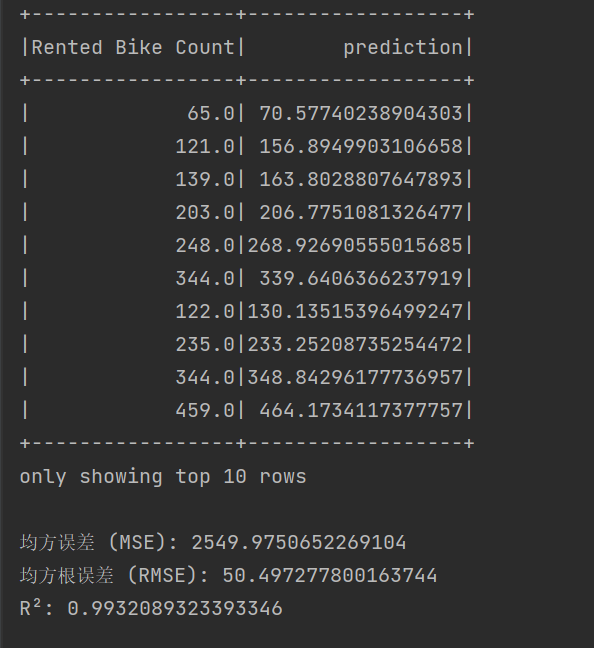 +-----------------+------------------+
|Rented Bike Count|        prediction|
+-----------------+------------------+
|             65.0| 70.57740238904303|
|            121.0| 156.8949903106658|
|            139.0| 163.8028807647893|
|            203.0| 206.7751081326477|
|            248.0|268.92690555015685|
|            344.0| 339.6406366237919|
|            122.0|130.13515396499247|
|            235.0|233.25208735254472|
|            344.0|348.84296177736957|
|            459.0| 464.1734117377757|
+-----------------+------------------+
only showing top 10 rows
均方误差 (MSE): 2549.9750652269104
均方根误差 (RMSE): 50.497277800163744
R²: 0.9932089323393346